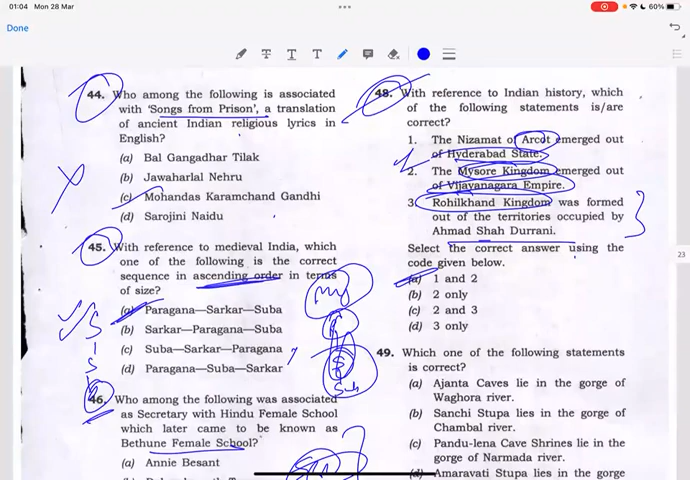 01:04 Mon 28 Mar
60%
Done
44. Who among the following is associated
with 'Songs from Prison', a translation
of ancient Indian religious lyrics in
English?
(a) Bal Gangadhar Tilak
(b) Jawaharlal Nehru
(c) Mohandas Karamchand Gandhi
(d) Sarojini Naidu
45. With reference to medieval India, which
one of the following is the correct
sequence in ascending order in terms
of size?
(a) Paragana—Sarkar—Suba
(b) Sarkar—Paragana—Suba
(c) Suba—Sarkar—Paragana
(d) Paragana—Suba—Sarkar
46. Who among the following was associated
as Secretary with Hindu Female School
which later came to be known as
Bethune Female School?
(a) Annie Besant
48. With reference to Indian history, which
of the following statements is/are
correct?
1. The Nizamat of Arcot emerged out
of Hyderabad State.
2. The Mysore Kingdom emerged out
of Vijayanagara Empire.
3. Rohilkhand Kingdom was formed
out of the territories occupied by
Ahmad Shah Durrani.
Select the correct answer using the
code given below.
(a) 1 and 2
(b) 2 only
(c) 2 and 3
(d) 3 only
49. Which one of the following statements
is correct?
(a) Ajanta Caves lie in the gorge of
Waghora river.
(b) Sanchi Stupa lies in the gorge of
Chambal river.
(c) Pandu-lena Cave Shrines lie in the
gorge of Narmada river.
(d) Amaravati Stupa lies in the gorge
23